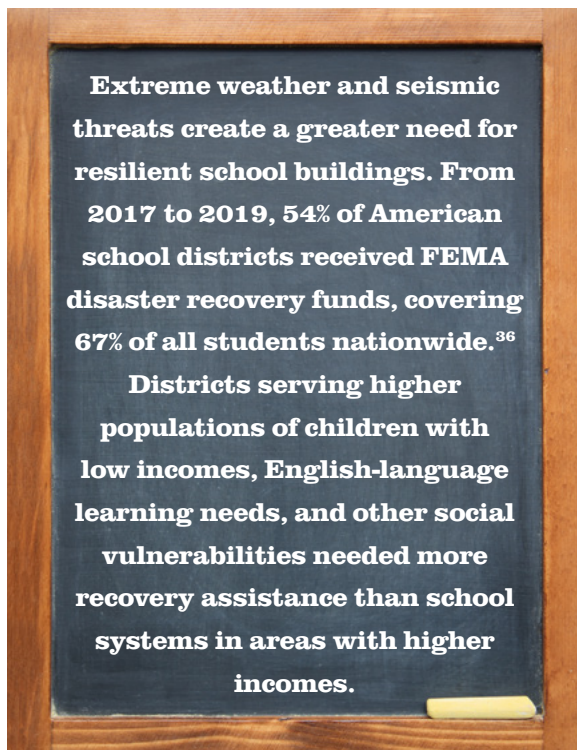 Extreme weather and seismic
threats create a greater need for
resilient school buildings. From
2017 to 2019, 54% of American
school districts received FEMA
disaster recovery funds, covering
67% of all students nationwide.³⁶
Districts serving higher
populations of children with
low incomes, English-language
learning needs, and other social
vulnerabilities needed more
recovery assistance than school
systems in areas with higher
incomes.